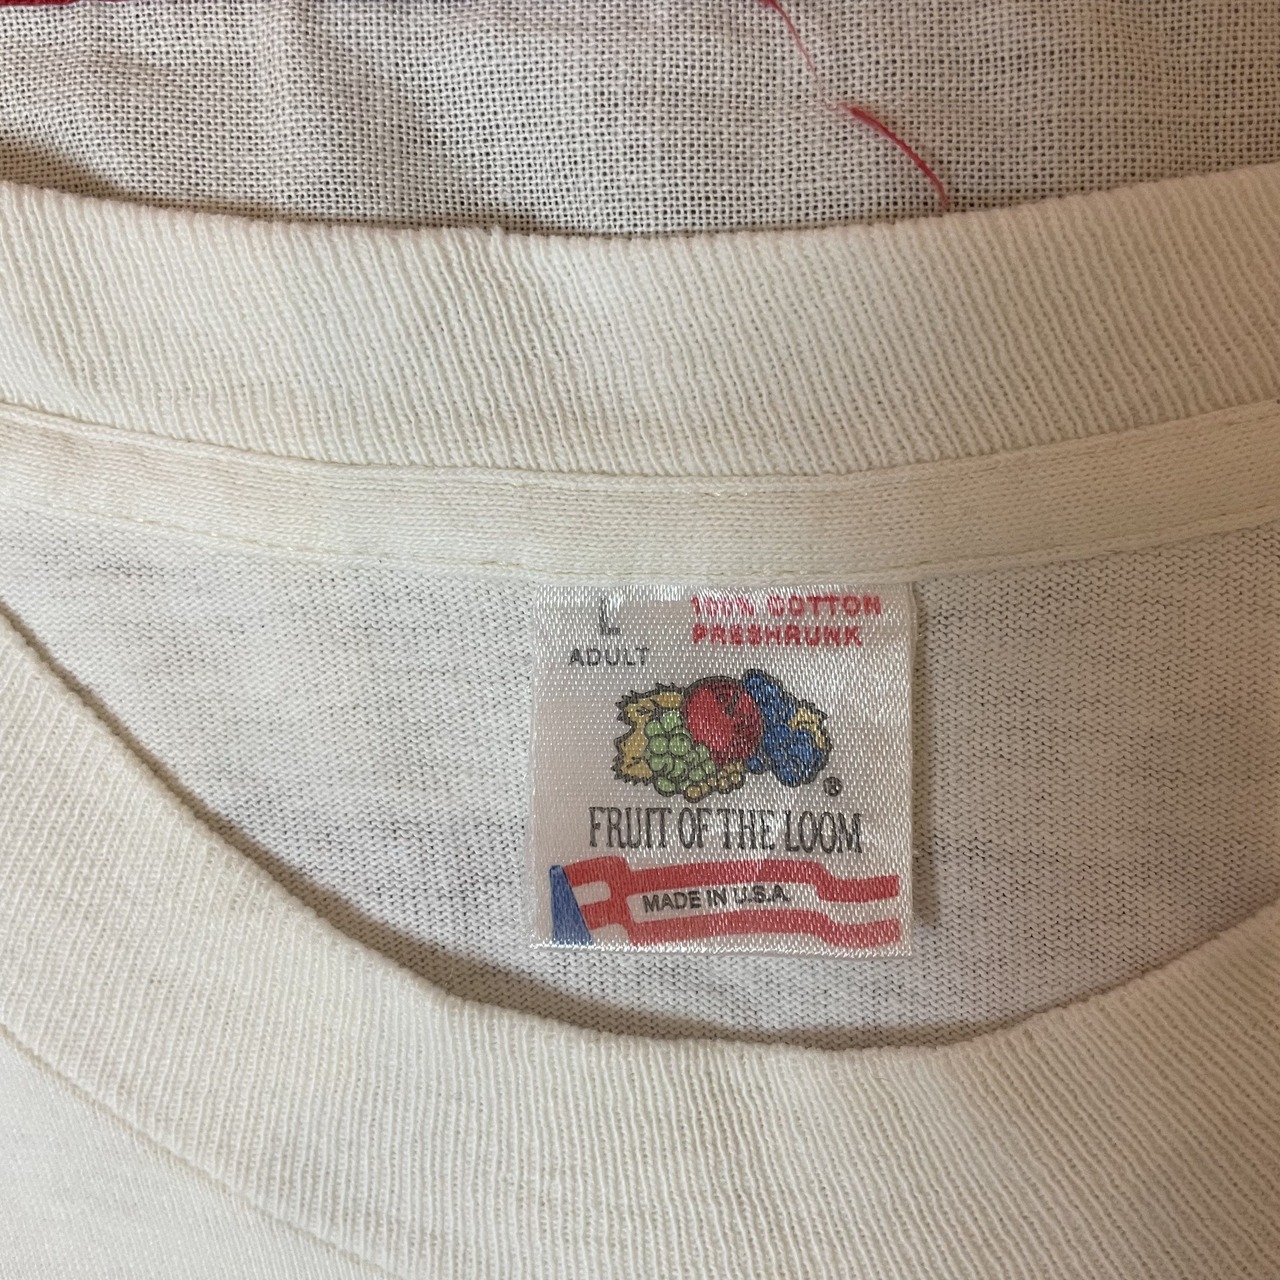 L
ADULT
100% COTTON
PRESHRUNK
®
FRUIT OF THE LOOM
MADE IN U.S.A.